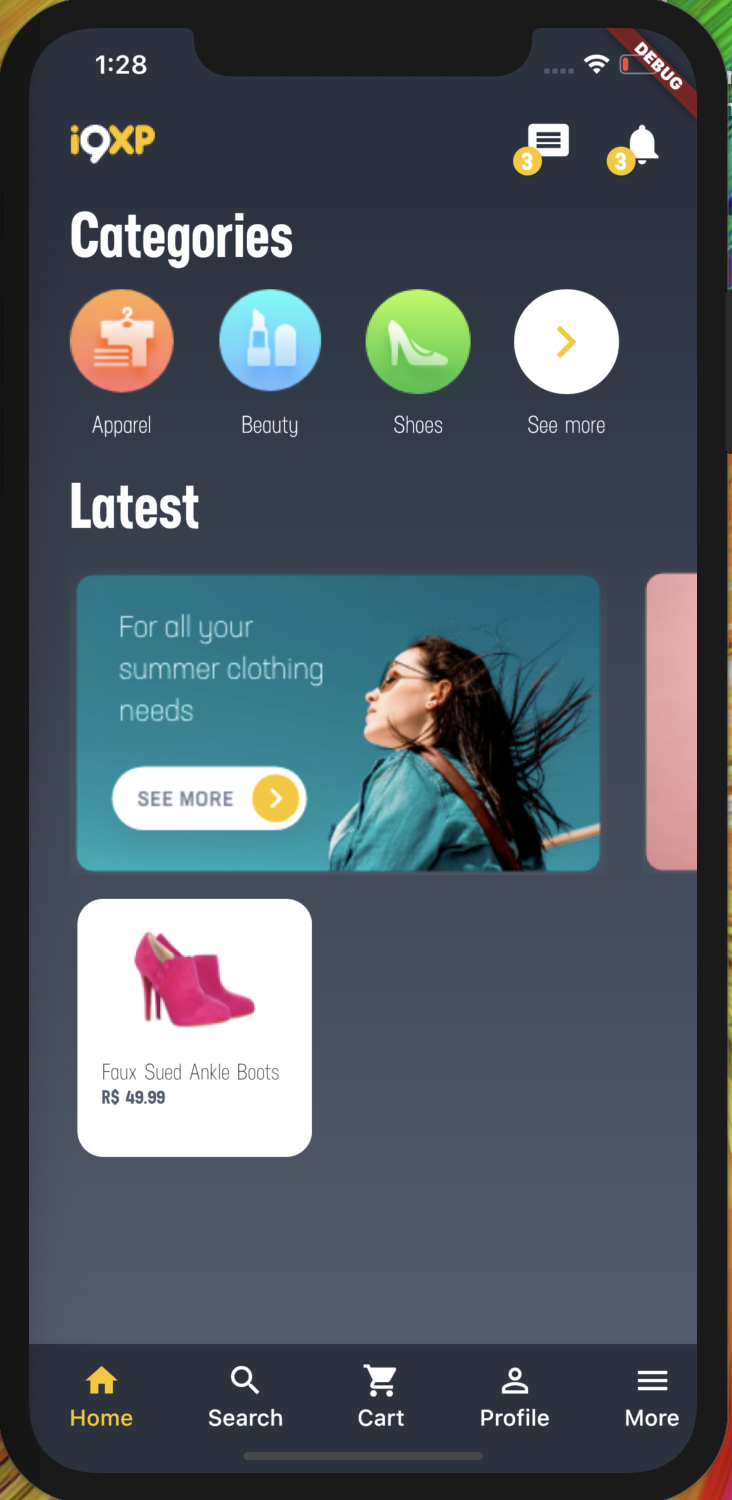 1:28
DEBUG
i9XP
3
3
Categories
Apparel
Beauty
Shoes
See more
Latest
For all your
summer clothing
needs
SEE MORE
Faux Sued Ankle Boots
R$ 49.99
Home
Search
Cart
Profile
More